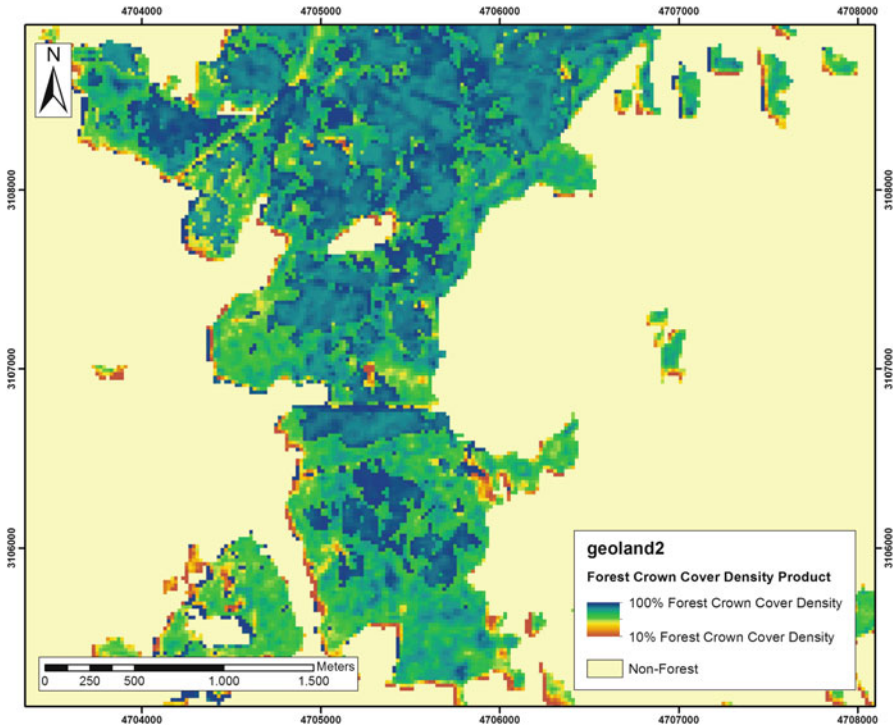 4704000 4705000 4706000 4707000 4708000
N
3108000 3108000
3107000 3107000
3106000 3106000
geoland2
Forest Crown Cover Density Product
100% Forest Crown Cover Density
10% Forest Crown Cover Density
Non-Forest
Meters
0 250 500 1.000 1.500
4704000 4705000 4706000 4707000 4708000